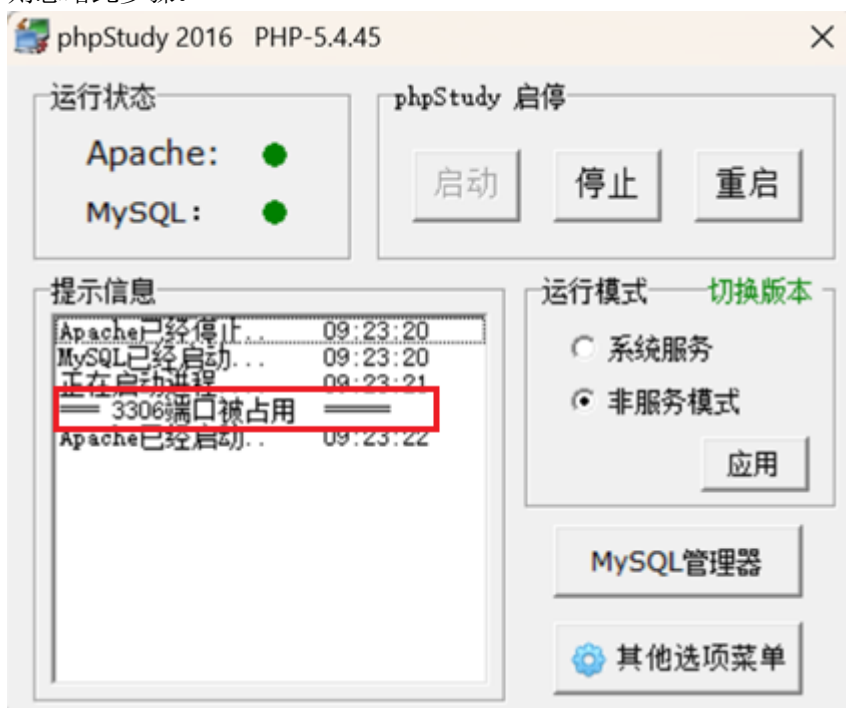 phpStudy 2016 PHP-5.4.45
运行状态
Apache:
MySQL:
phpStudy 启停
启动
停止
重启
提示信息
Apache已经停止.. 09:23:20
MySQL已经启动... 09:23:20
正在启动进程... 09:23:21
══ 3306端口被占用 ═══
Apache已经启动.. 09:23:22
运行模式
切换版本
系统服务
非服务模式
应用
MySQL管理器
其他选项菜单